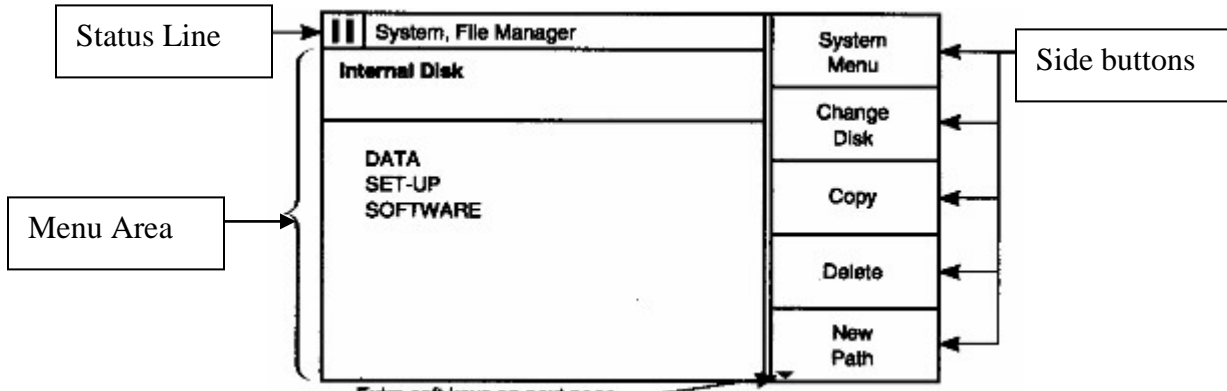 Status Line
System, File Manager
Internal Disk
DATA
SET-UP
SOFTWARE
Menu Area
System
Menu
Change
Disk
Copy
Delete
New
Path
Side buttons